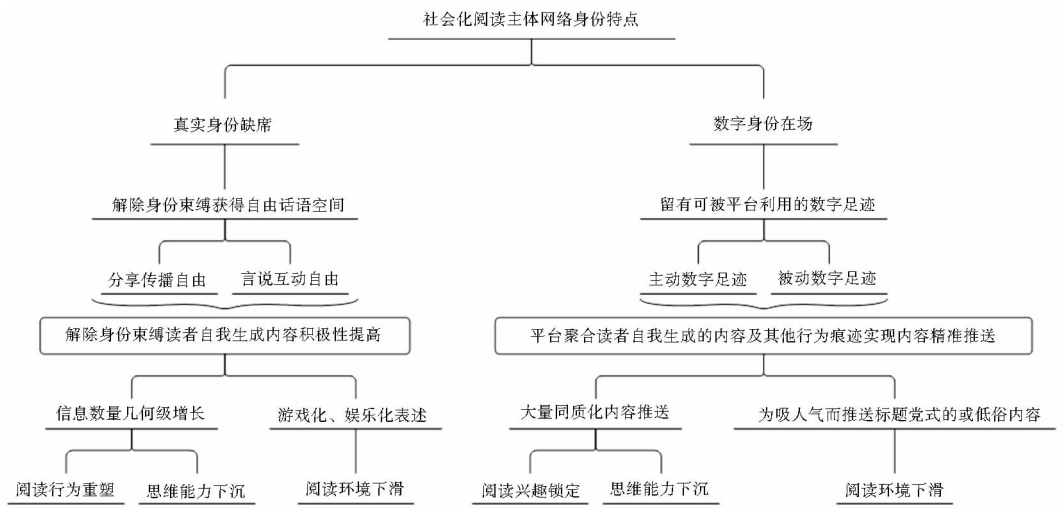 社会化阅读主体网络身份特点
真实身份缺席
数字身份在场
解除身份束缚获得自由话语空间
留有可被平台利用的数字足迹
分享传播自由
言说互动自由
主动数字足迹
被动数字足迹
解除身份束缚读者自我生成内容积极性提高
平台聚合读者自我生成的内容及其他行为痕迹实现内容精准推送
信息数量几何级增长
游戏化、娱乐化表述
大量同质化内容推送
为吸人气而推送标题党式的或低俗内容
阅读行为重塑
思维能力下沉
阅读环境下滑
阅读兴趣锁定
思维能力下沉
阅读环境下滑